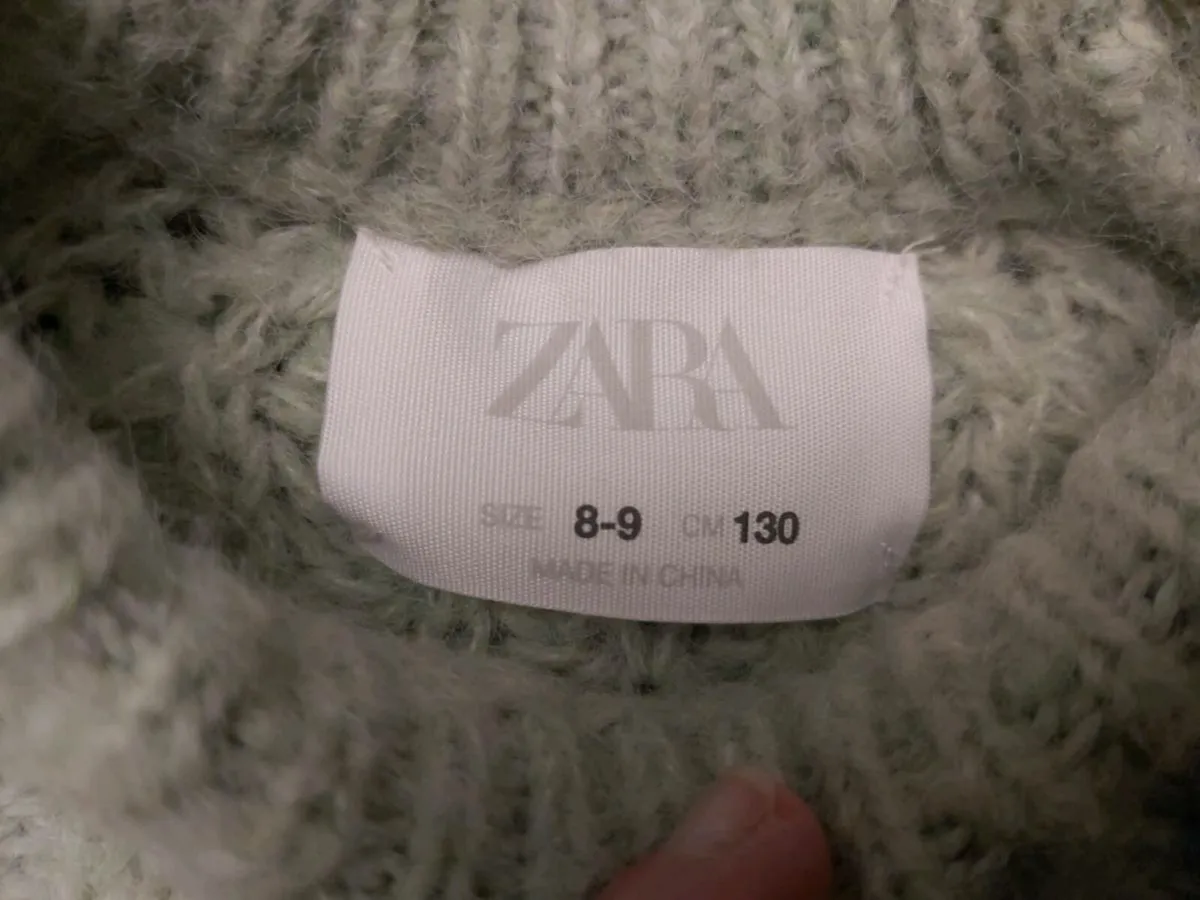 ZARA
SIZE 8-9 CM 130
MADE IN CHINA